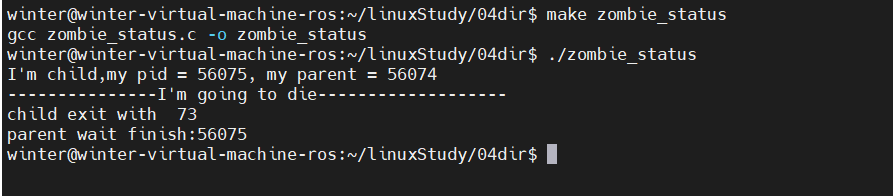 winter@winter-virtual-machine-ros:~/linuxStudy/04dir$ make zombie_status
gcc zombie_status.c -o zombie_status
winter@winter-virtual-machine-ros:~/linuxStudy/04dir$ ./zombie_status
I'm child,my pid = 56075, my parent = 56074
---------------I'm going to die-------------------
child exit with  73
parent wait finish:56075
winter@winter-virtual-machine-ros:~/linuxStudy/04dir$